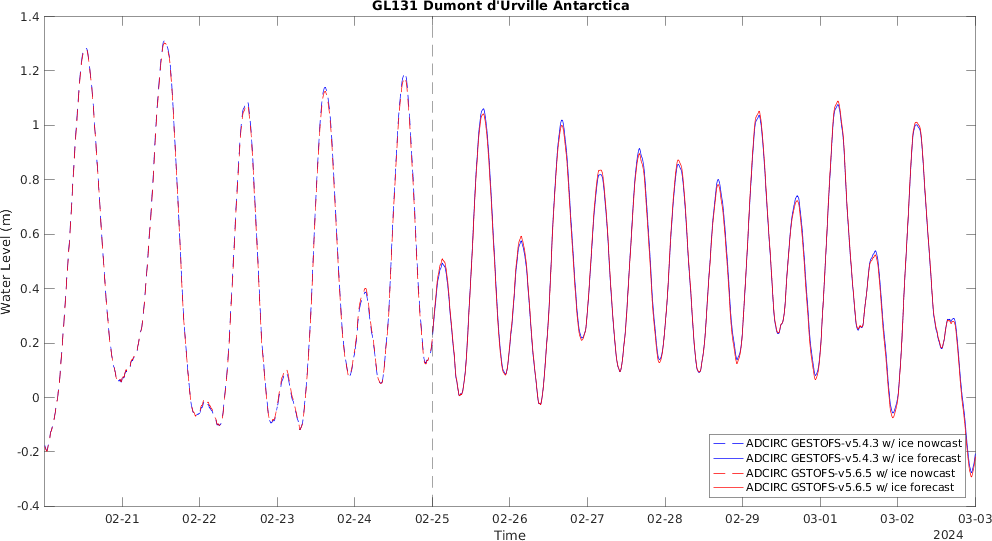 GL131 Dumont d'Urville Antarctica
1.4
1.2
1
0.8
0.6
0.4
0.2
0
-0.2
-0.4
Water Level (m)
02-21 02-22 02-23 02-24 02-25 02-26 02-27 02-28 02-29 03-01 03-02 03-03
Time
2024
ADCIRC GESTOFS-v5.4.3 w/ ice nowcast
ADCIRC GESTOFS-v5.4.3 w/ ice forecast
ADCIRC GSTOFS-v5.6.5 w/ ice nowcast
ADCIRC GSTOFS-v5.6.5 w/ ice forecast